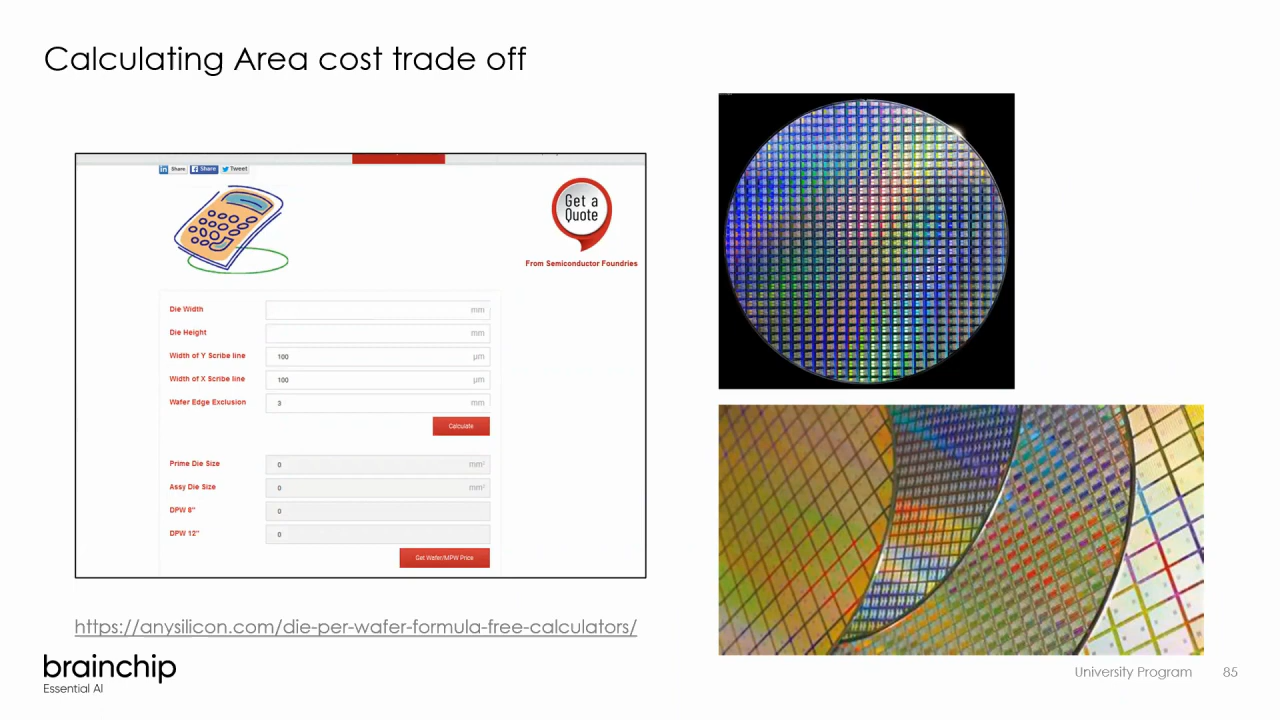 Calculating Area cost trade off
Share Share Tweet
Get a
Quote
From Semiconductor Foundries
Die Width mm
Die Height mm
Width of Y Scribe line 100 µm
Width of X Scribe line 100 µm
Wafer Edge Exclusion 3 mm
Calculate
Prime Die Size 0 mm²
Assy Die Size 0 mm²
DPW 8" 0
DPW 12" 0
Get Wafer/MPW Price
https://anysilicon.com/die-per-wafer-formula-free-calculators/
brainchip
Essential AI
University Program 85